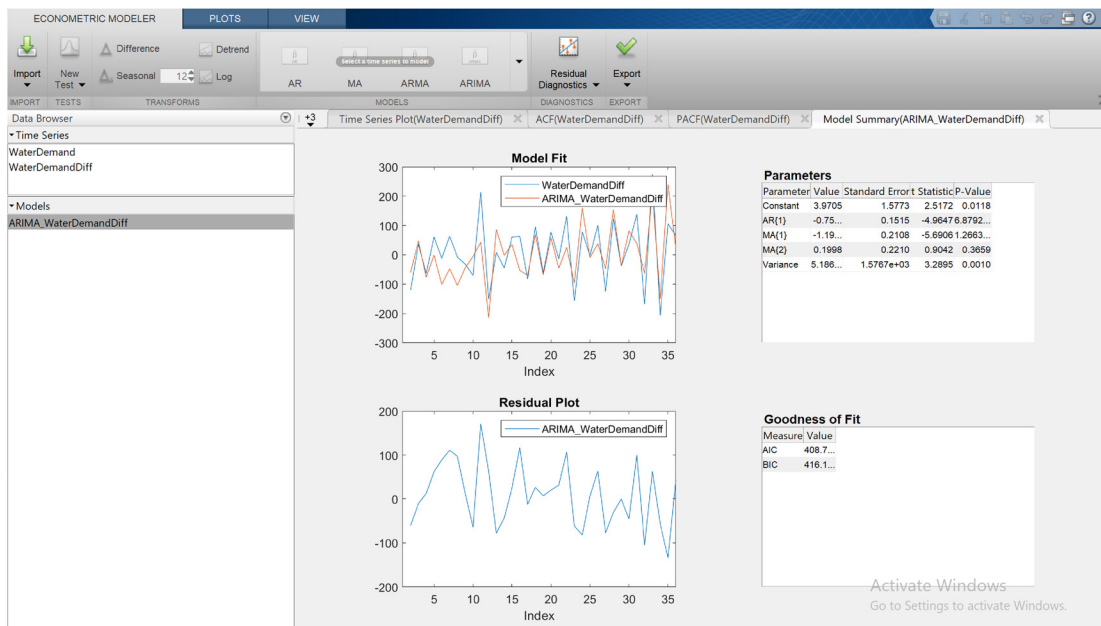 ECONOMETRIC MODELER PLOTS VIEW
Import
New Test
Difference
Seasonal 12
Detrend
Log
Select a time series to model
AR MA ARMA ARIMA
Residual Diagnostics
Export
IMPORT TESTS TRANSFORMS MODELS DIAGNOSTICS EXPORT
Data Browser
+3 Time Series Plot(WaterDemandDiff) ACF(WaterDemandDiff) PACF(WaterDemandDiff) Model Summary(ARIMA_WaterDemandDiff)
Time Series
WaterDemand
WaterDemandDiff
Models
ARIMA_WaterDemandDiff
Model Fit
WaterDemandDiff
ARIMA_WaterDemandDiff
300
200
100
0
-100
-200
-300
5 10 15 20 25 30 35
Index
Parameters
Parameter Value Standard Error t Statistic P-Value
Constant 3.9705 1.5773 2.5172 0.0118
AR{1} -0.75... 0.1515 -4.9647 6.8792...
MA{1} -1.19... 0.2108 -5.6906 1.2663...
MA{2} 0.1998 0.2210 0.9042 0.3659
Variance 5.186... 1.5767e+03 3.2895 0.0010
Residual Plot
ARIMA_WaterDemandDiff
200
100
0
-100
-200
5 10 15 20 25 30 35
Index
Goodness of Fit
Measure Value
AIC 408.7...
BIC 416.1...
Activate Windows
Go to Settings to activate Windows.